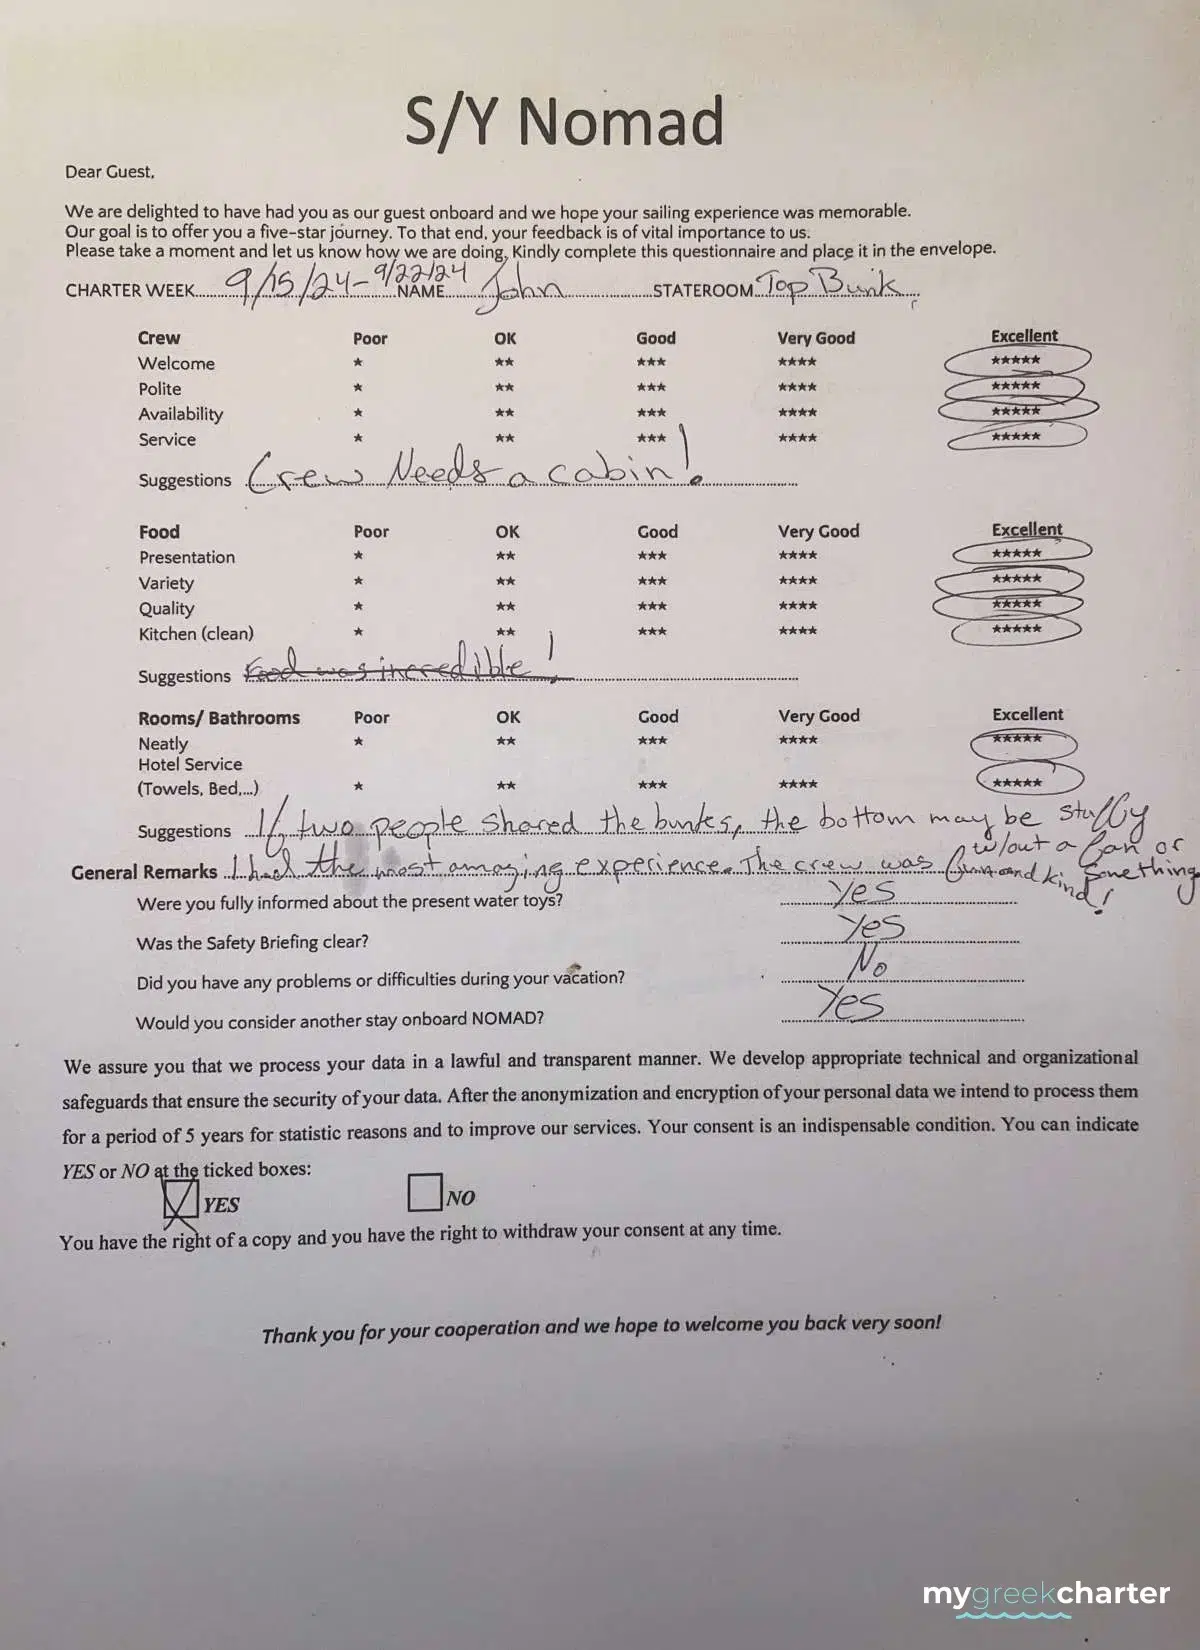 S/Y Nomad
Dear Guest,
We are delighted to have had you as our guest onboard and we hope your sailing experience was memorable.
Our goal is to offer you a five-star journey. To that end, your feedback is of vital importance to us.
Please take a moment and let us know how we are doing, Kindly complete this questionnaire and place it in the envelope.
CHARTER WEEK 9/15/24-9/22/24 NAME John STATEROOM Top Bunk
Crew Poor OK Good Very Good Excellent
Welcome ★ ★★ ★★★ ★★★★ ★★★★★
Polite ★ ★★ ★★★ ★★★★ ★★★★★
Availability ★ ★★ ★★★ ★★★★ ★★★★★
Service ★ ★★ ★★★ ★★★★ ★★★★★
Suggestions Crew Needs a cabin!
Food Poor OK Good Very Good Excellent
Presentation ★ ★★ ★★★ ★★★★ ★★★★★
Variety ★ ★★ ★★★ ★★★★ ★★★★★
Quality ★ ★★ ★★★ ★★★★ ★★★★★
Kitchen (clean) ★ ★★ ★★★ ★★★★ ★★★★★
Suggestions Food was incredible!
Rooms/ Bathrooms Poor OK Good Very Good Excellent
Neatly ★ ★★ ★★★ ★★★★ ★★★★★
Hotel Service
(Towels, Bed,...) ★ ★★ ★★★ ★★★★ ★★★★★
Suggestions If two people shared the bunks, the bottom may be stuffy
w/out a fan or
something
General Remarks I had the most amazing experience. The crew was fun and kind!
Were you fully informed about the present water toys? Yes
Was the Safety Briefing clear? Yes
Did you have any problems or difficulties during your vacation? No
Would you consider another stay onboard NOMAD? Yes
We assure you that we process your data in a lawful and transparent manner. We develop appropriate technical and organizational
safeguards that ensure the security of your data. After the anonymization and encryption of your personal data we intend to process them
for a period of 5 years for statistic reasons and to improve our services. Your consent is an indispensable condition. You can indicate
YES or NO at the ticked boxes:
YES NO
You have the right of a copy and you have the right to withdraw your consent at any time.
Thank you for your cooperation and we hope to welcome you back very soon!
mygreekcharter